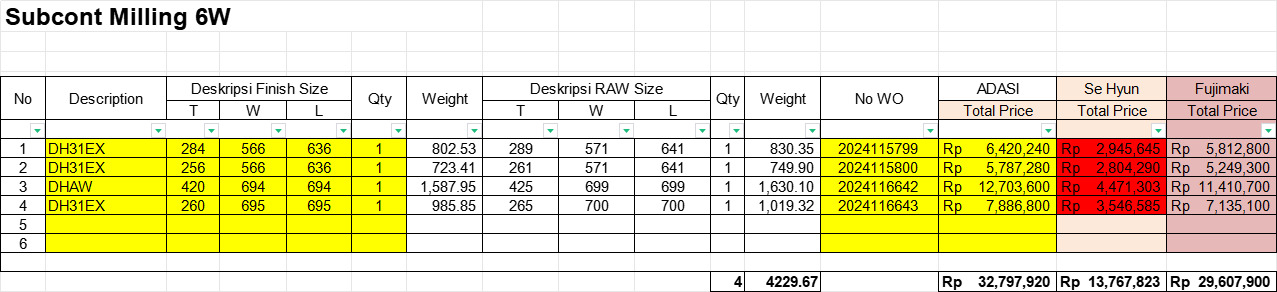 Subcont Milling 6W
No Description Deskripsi Finish Size Qty Weight Deskripsi RAW Size Qty Weight No WO ADASI Se Hyun Fujimaki
T W L T W L Total Price Total Price Total Price
1 DH31EX 284 566 636 1 802.53 289 571 641 1 830.35 2024115799 Rp 6,420,240 Rp 2,945,645 Rp 5,812,800
2 DH31EX 256 566 636 1 723.41 261 571 641 1 749.90 2024115800 Rp 5,787,280 Rp 2,804,290 Rp 5,249,300
3 DHAW 420 694 694 1 1,587.95 425 699 699 1 1,630.10 2024116642 Rp 12,703,600 Rp 4,471,303 Rp 11,410,700
4 DH31EX 260 695 695 1 985.85 265 700 700 1 1,019.32 2024116643 Rp 7,886,800 Rp 3,546,585 Rp 7,135,100
5
6
4 4229.67 Rp 32,797,920 Rp 13,767,823 Rp 29,607,900